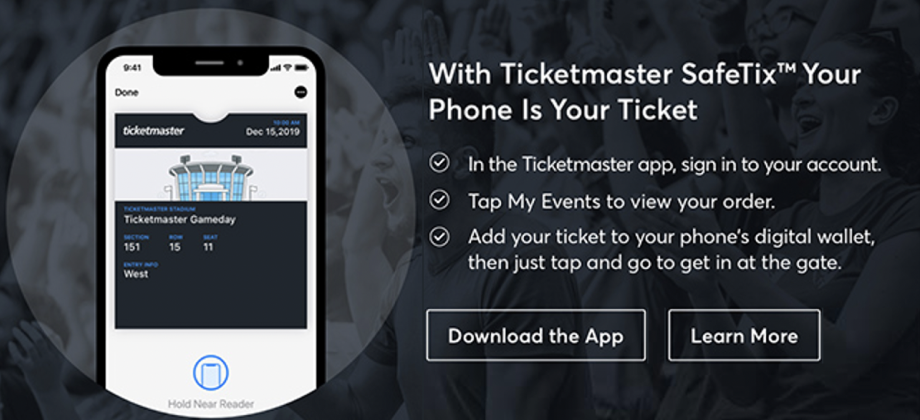 9:41
Done
ticketmaster
10:00 AM
Dec 15,2019
TICKETMASTER STADIUM
Ticketmaster Gameday
SECTION ROW SEAT
151 15 11
ENTRY INFO
West
Hold Near Reader
With Ticketmaster SafeTix™ Your
Phone Is Your Ticket
In the Ticketmaster app, sign in to your account.
Tap My Events to view your order.
Add your ticket to your phone's digital wallet,
then just tap and go to get in at the gate.
Download the App
Learn More